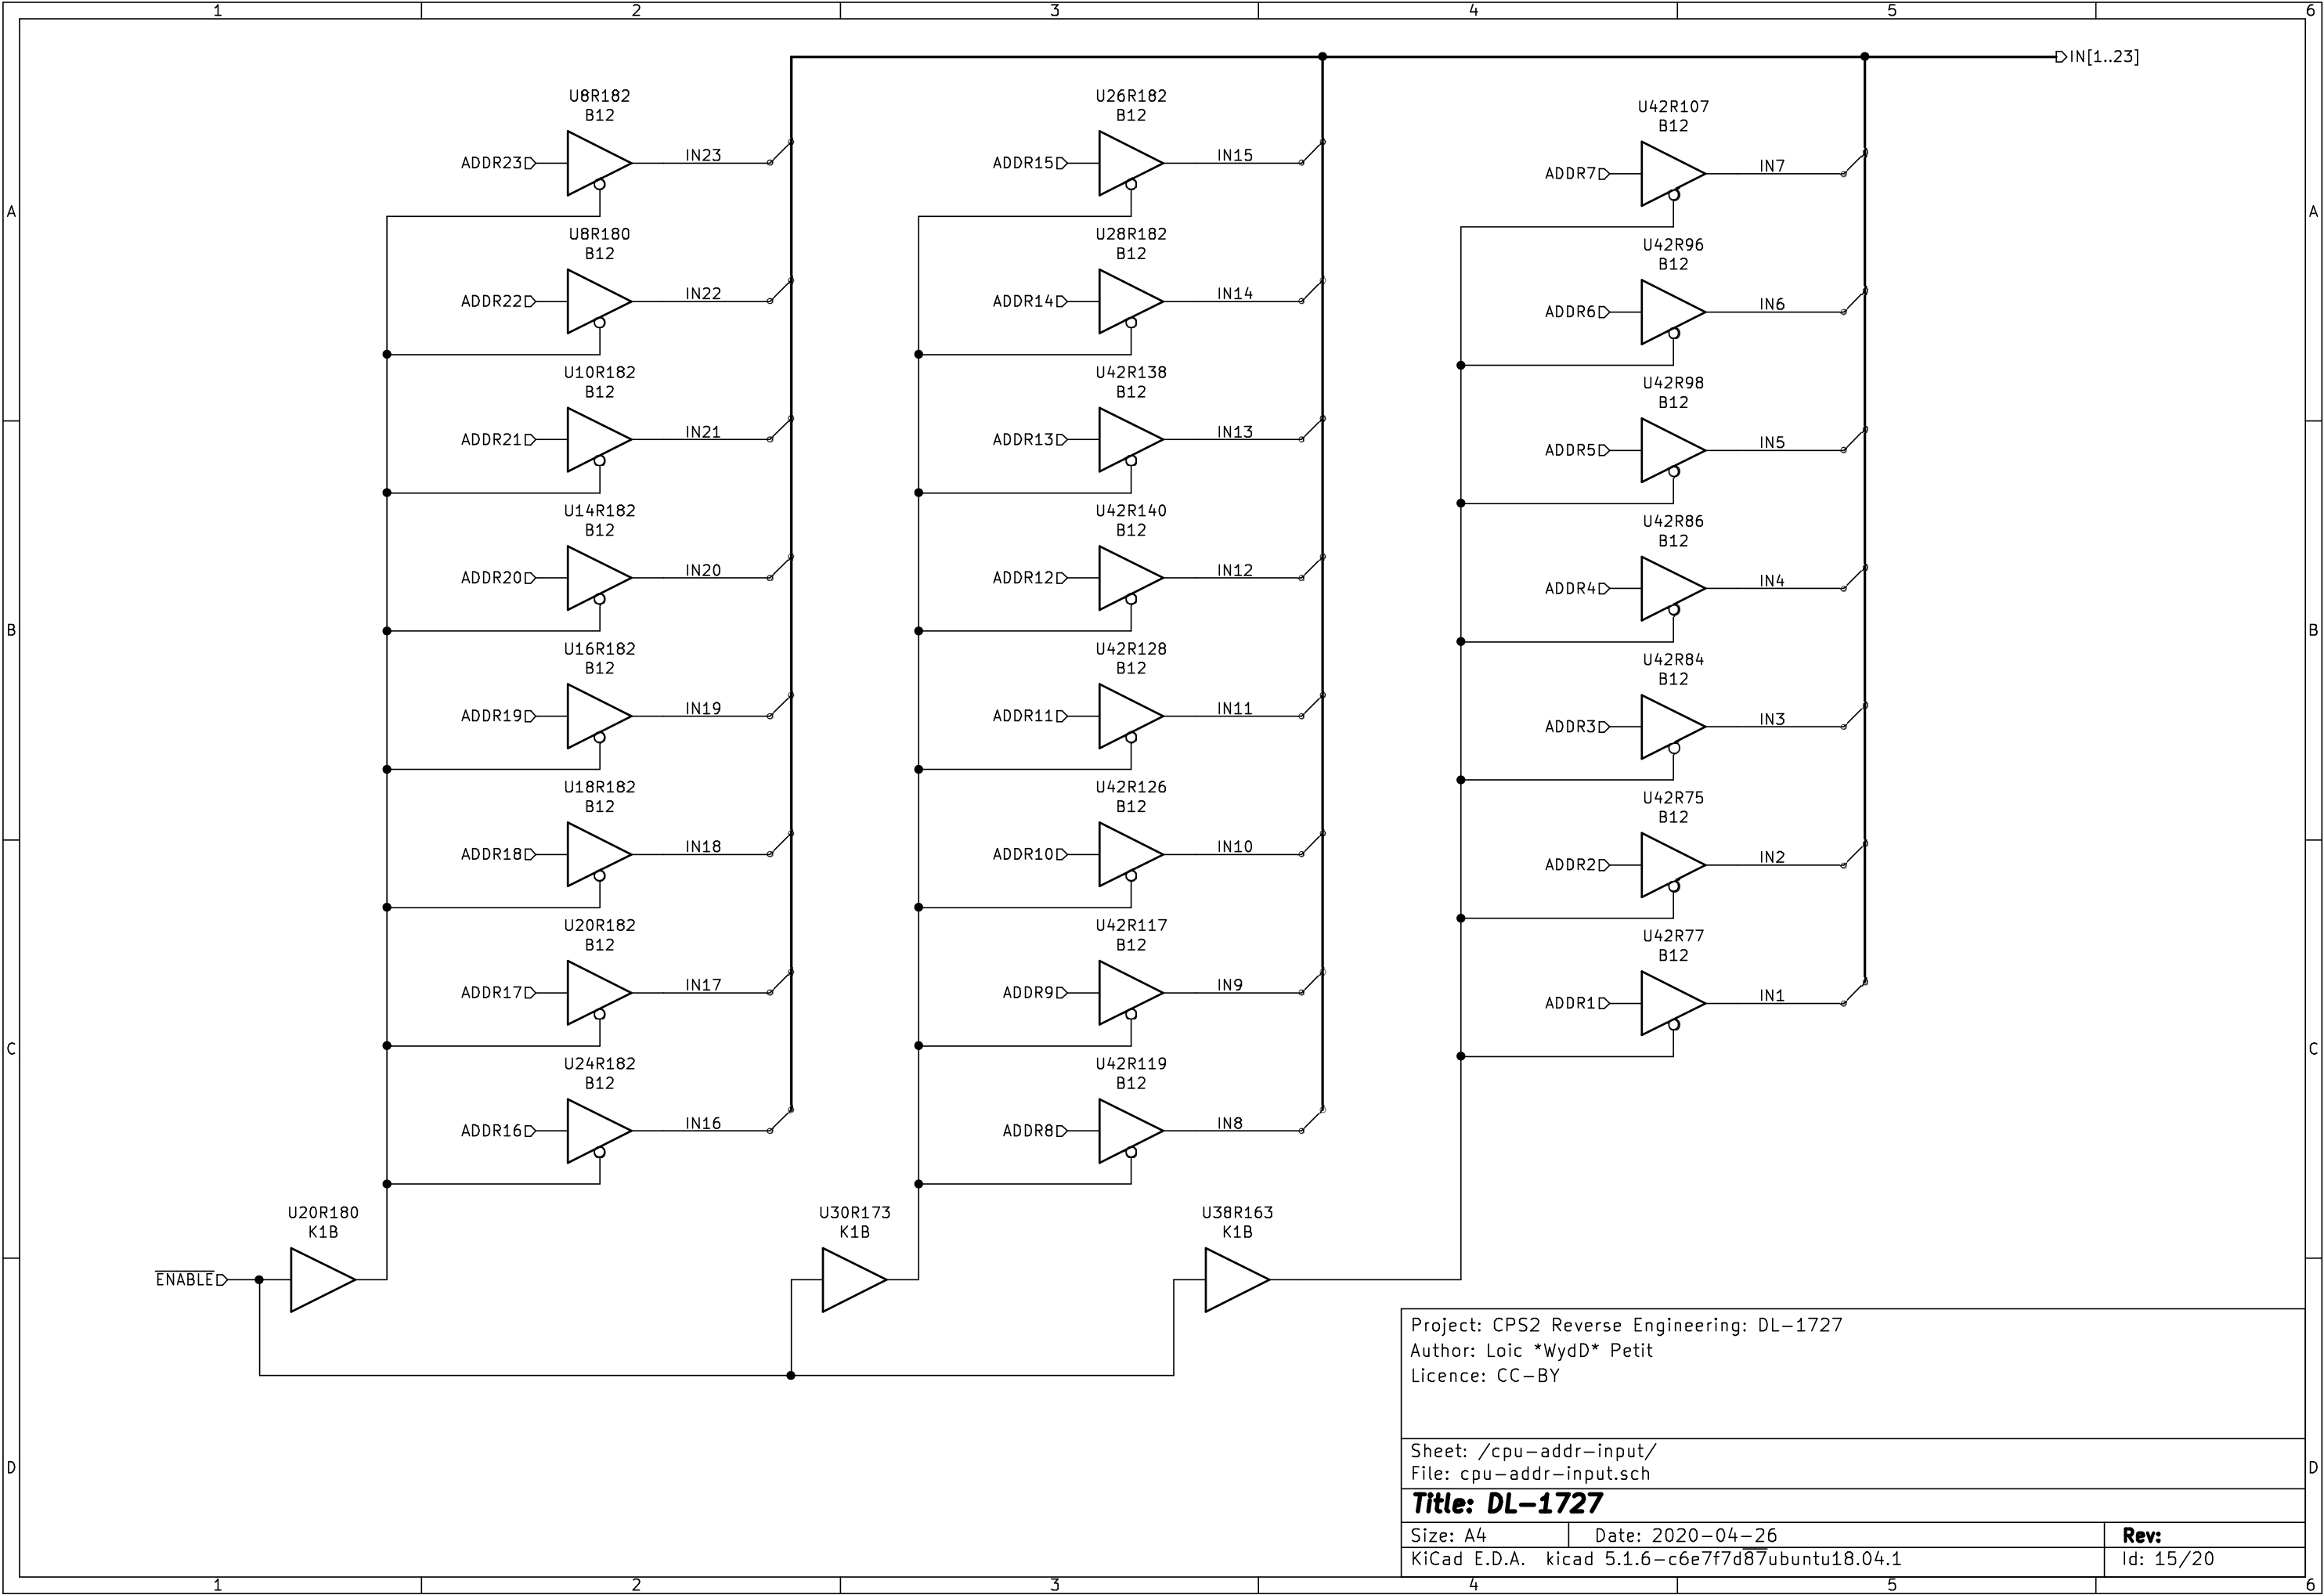 1 2 3 4 5 6
IN[1..23]
U8R182
B12
ADDR23
IN23
U8R180
B12
ADDR22
IN22
U10R182
B12
ADDR21
IN21
U14R182
B12
ADDR20
IN20
U16R182
B12
ADDR19
IN19
U18R182
B12
ADDR18
IN18
U20R182
B12
ADDR17
IN17
U24R182
B12
ADDR16
IN16
U26R182
B12
ADDR15
IN15
U28R182
B12
ADDR14
IN14
U42R138
B12
ADDR13
IN13
U42R140
B12
ADDR12
IN12
U42R128
B12
ADDR11
IN11
U42R126
B12
ADDR10
IN10
U42R117
B12
ADDR9
IN9
U42R119
B12
ADDR8
IN8
U42R107
B12
ADDR7
IN7
U42R96
B12
ADDR6
IN6
U42R98
B12
ADDR5
IN5
U42R86
B12
ADDR4
IN4
U42R84
B12
ADDR3
IN3
U42R75
B12
ADDR2
IN2
U42R77
B12
ADDR1
IN1
U20R180
K1B
U30R173
K1B
U38R163
K1B
ENABLE
A A
B B
C C
D D
Project: CPS2 Reverse Engineering: DL-1727
Author: Loic *WydD* Petit
Licence: CC-BY
Sheet: /cpu-addr-input/
File: cpu-addr-input.sch
Title: DL-1727
Size: A4 Date: 2020-04-26 Rev:
KiCad E.D.A. kicad 5.1.6-c6e7f7d87ubuntu18.04.1 Id: 15/20
1 2 3 4 5 6